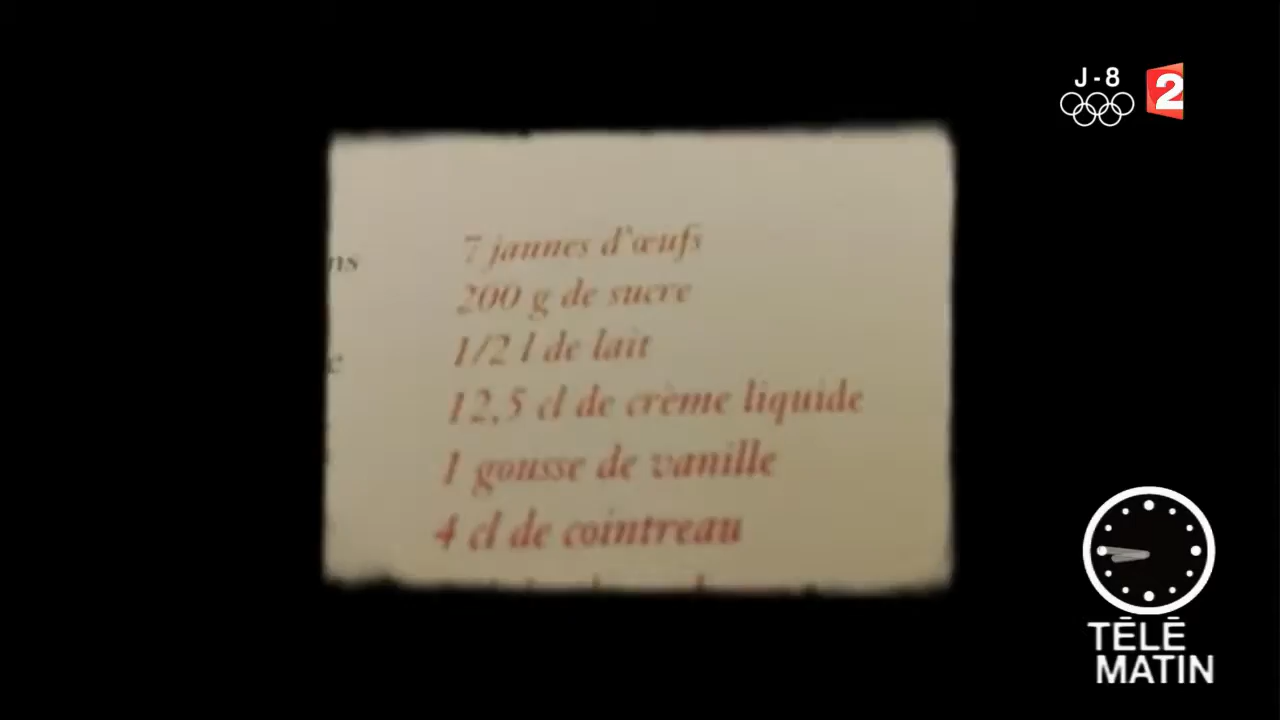 J-8
2
ns
7 jaunes d'œufs
200 g de sucre
1/2 l de lait
c
12,5 cl de crème liquide
1 gousse de vanille
4 cl de cointreau
TÉLÉ
MATIN